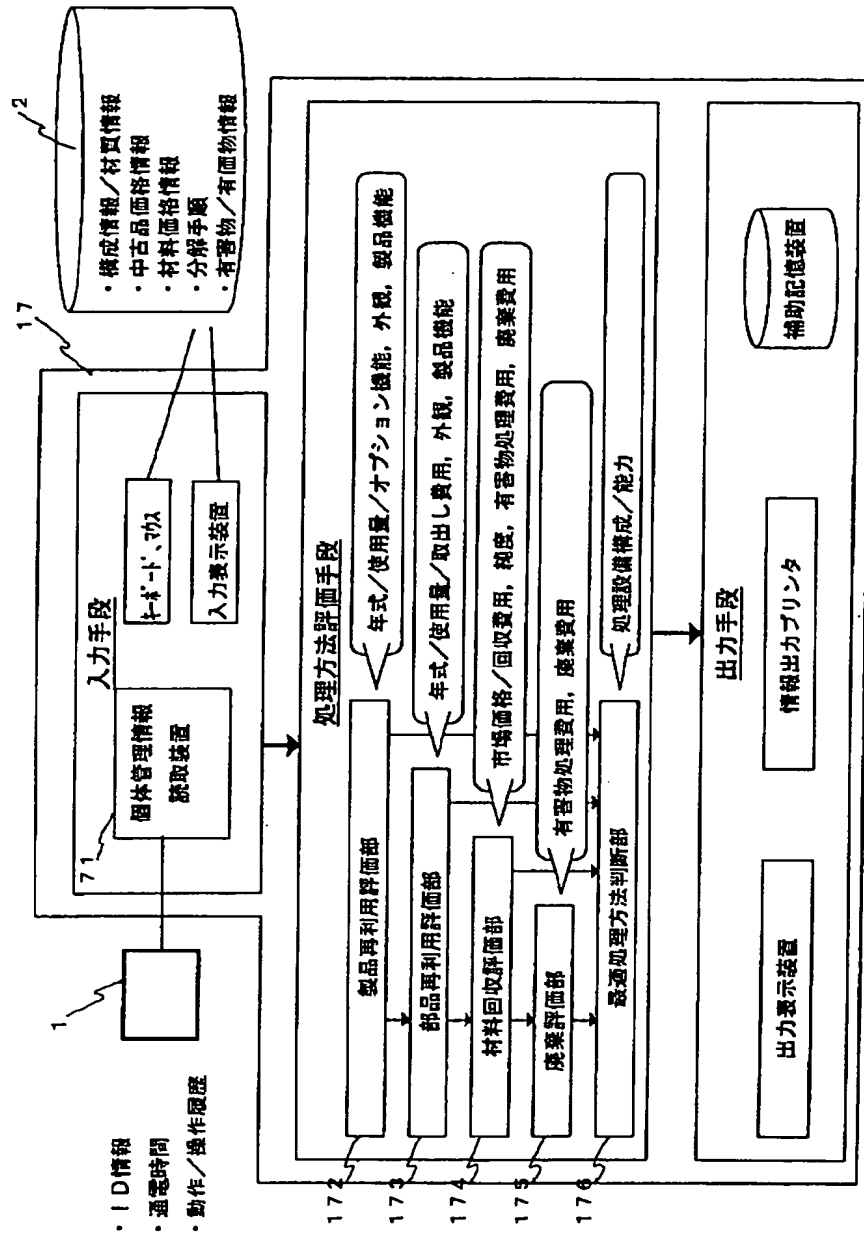 ・ID情報
・通電時間
・動作／操作履歴
1
71
個体管理情報
読取装置
入力手段
キーボード、マウス
入力表示装置
17
2
・構成情報／材質情報
・中古品価格情報
・材料価格情報
・分解手順
・有害物／有価物情報
処理方法評価手段
172
製品再利用評価部
年式／使用量／オプション機能，外観，製品機能
173
部品再利用評価部
年式／使用量／取出し費用，外観，製品機能
174
材料回収評価部
市場価格／回収費用，純度，有害物処理費用，廃棄費用
175
廃棄評価部
有害物処理費用，廃棄費用
176
最適処理方法判断部
処理設備構成／能力
出力手段
出力表示装置
情報出力プリンタ
補助記憶装置